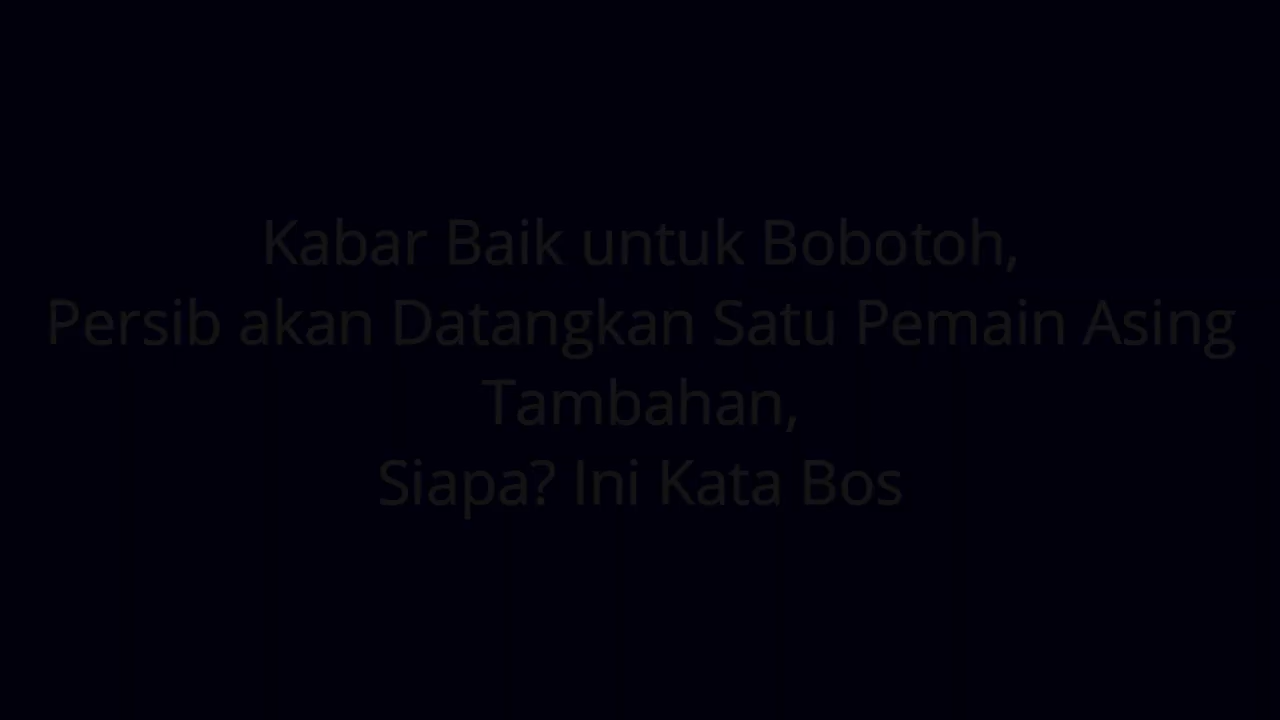 Kabar Baik untuk Bobotoh,
Persib akan Datangkan Satu Pemain Asing
Tambahan,
Siapa? Ini Kata Bos